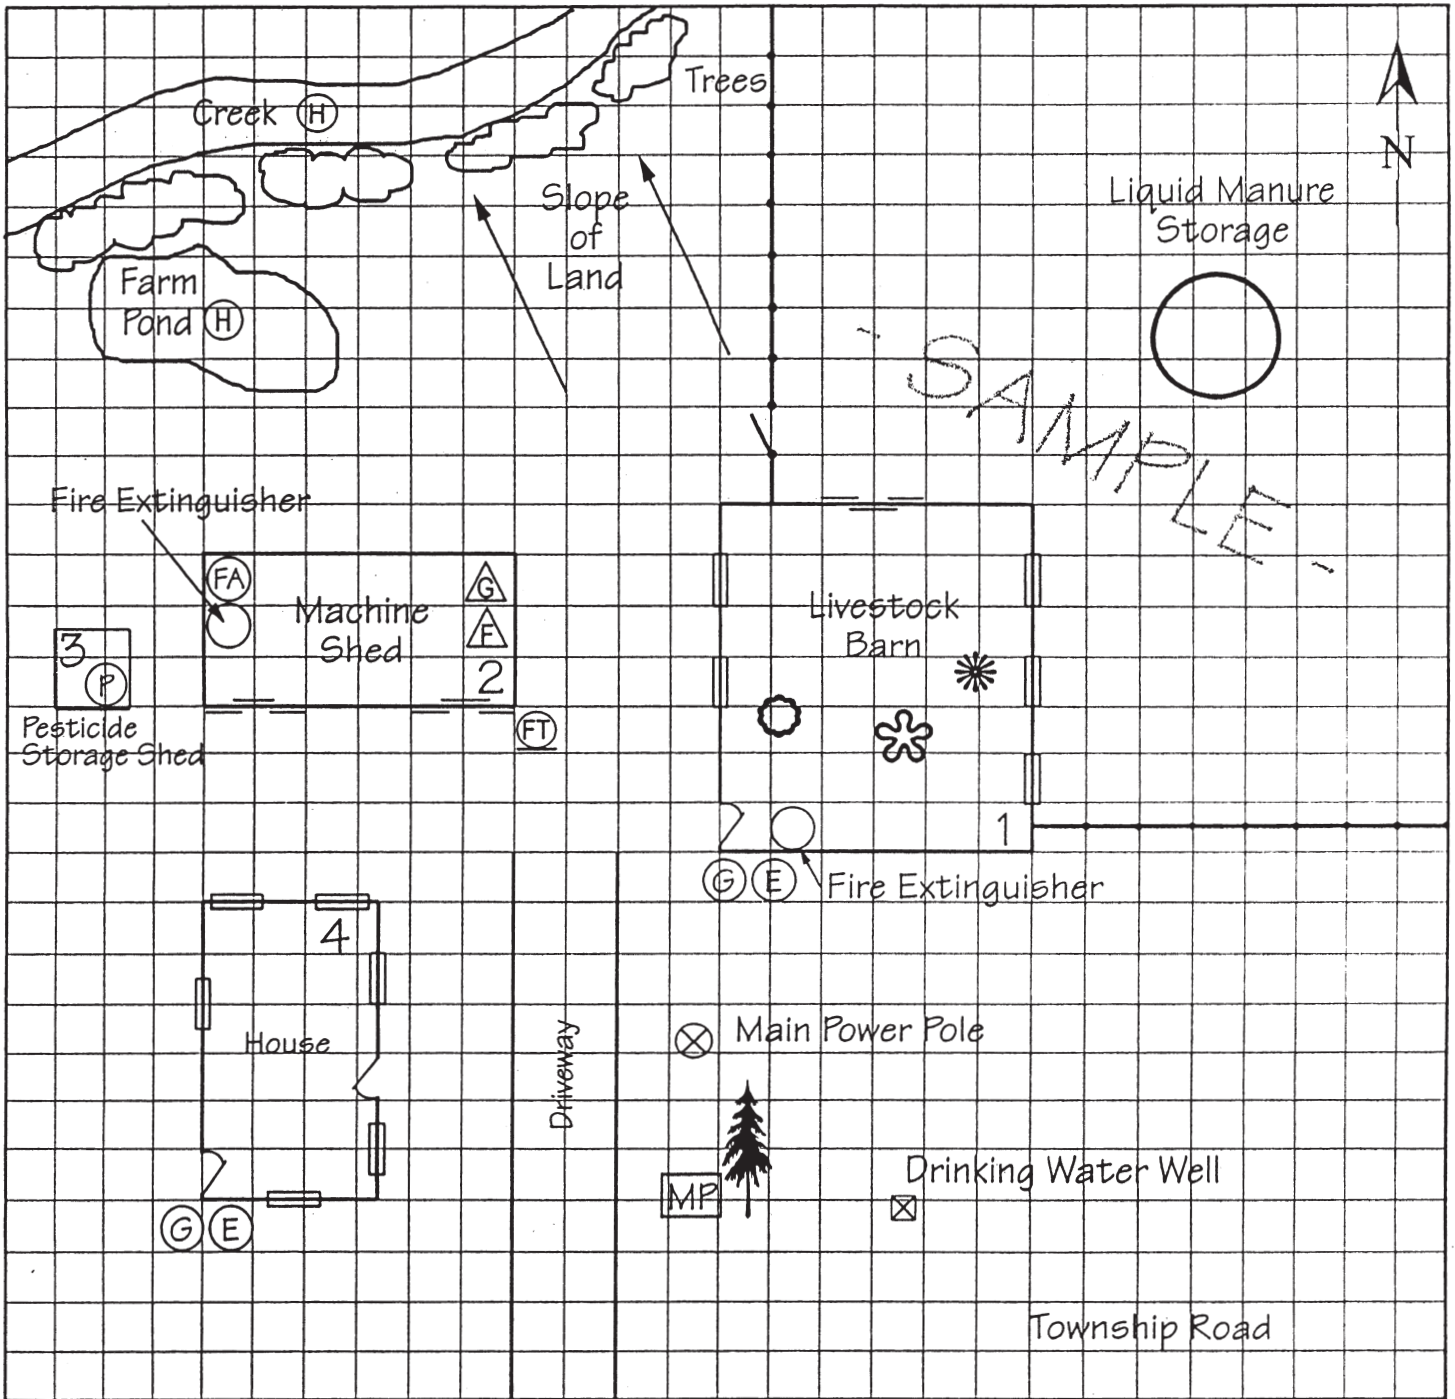 Trees
Creek H
N
Liquid Manure
Storage
Slope
of
Land
Farm
Pond H
- SAMPLE -
Fire Extinguisher
FA
Machine
Shed
G
F
2
3
P
Pesticide
Storage Shed
FT
Livestock
Barn
1
G E
Fire Extinguisher
4
House
G E
Driveway
Main Power Pole
MP
Drinking Water Well
Township Road